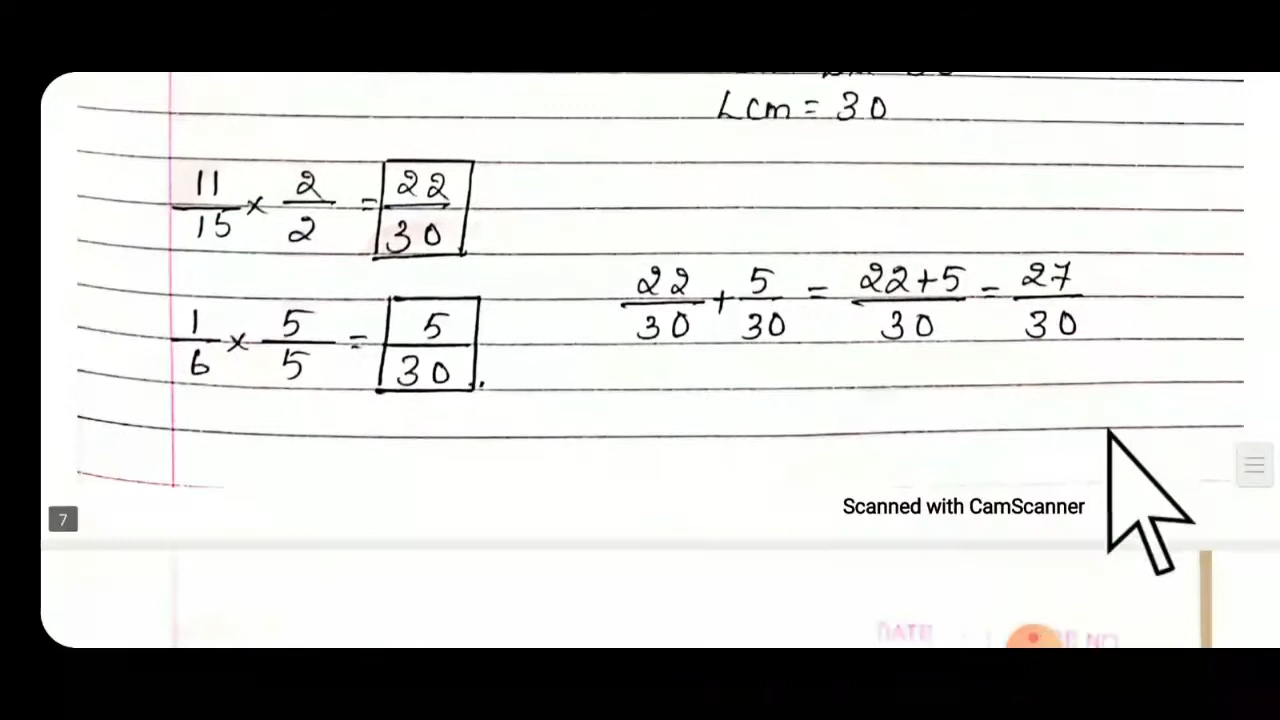 Lcm = 30
11/15 × 2/2 = 22/30
22/30 + 5/30 = 22+5/30 = 27/30
1/6 × 5/5 = 5/30.
Scanned with CamScanner
7
DATE